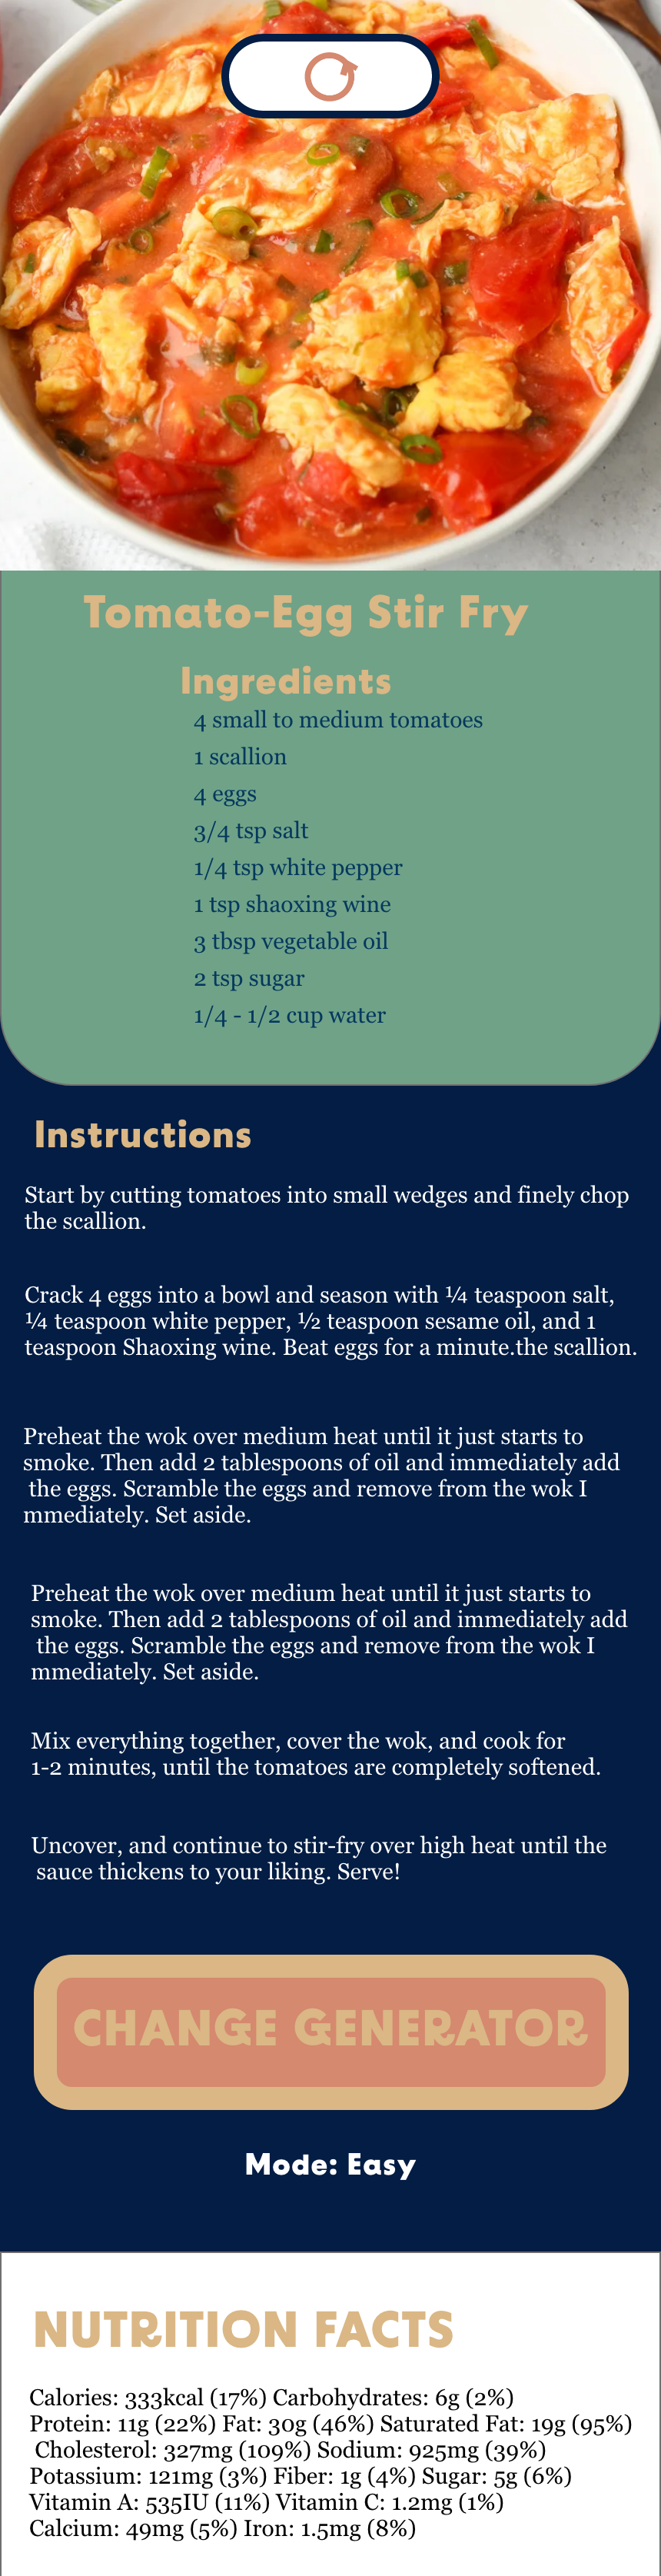 Tomato-Egg Stir Fry
Ingredients
4 small to medium tomatoes
1 scallion
4 eggs
3/4 tsp salt
1/4 tsp white pepper
1 tsp shaoxing wine
3 tbsp vegetable oil
2 tsp sugar
1/4 - 1/2 cup water
Instructions
Start by cutting tomatoes into small wedges and finely chop
the scallion.
Crack 4 eggs into a bowl and season with ¼ teaspoon salt,
¼ teaspoon white pepper, ½ teaspoon sesame oil, and 1
teaspoon Shaoxing wine. Beat eggs for a minute.the scallion.
Preheat the wok over medium heat until it just starts to
smoke. Then add 2 tablespoons of oil and immediately add
the eggs. Scramble the eggs and remove from the wok I
mmediately. Set aside.
Preheat the wok over medium heat until it just starts to
smoke. Then add 2 tablespoons of oil and immediately add
the eggs. Scramble the eggs and remove from the wok I
mmediately. Set aside.
Mix everything together, cover the wok, and cook for
1-2 minutes, until the tomatoes are completely softened.
Uncover, and continue to stir-fry over high heat until the
sauce thickens to your liking. Serve!
CHANGE GENERATOR
Mode: Easy
NUTRITION FACTS
Calories: 333kcal (17%) Carbohydrates: 6g (2%)
Protein: 11g (22%) Fat: 30g (46%) Saturated Fat: 19g (95%)
Cholesterol: 327mg (109%) Sodium: 925mg (39%)
Potassium: 121mg (3%) Fiber: 1g (4%) Sugar: 5g (6%)
Vitamin A: 535IU (11%) Vitamin C: 1.2mg (1%)
Calcium: 49mg (5%) Iron: 1.5mg (8%)